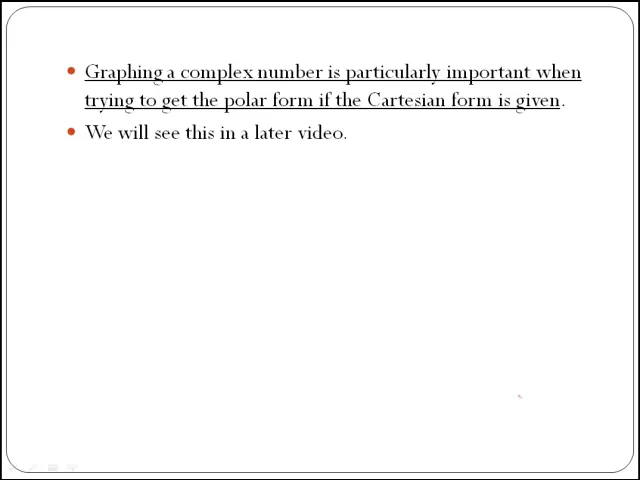 Graphing a complex number is particularly important when
trying to get the polar form if the Cartesian form is given.
We will see this in a later video.